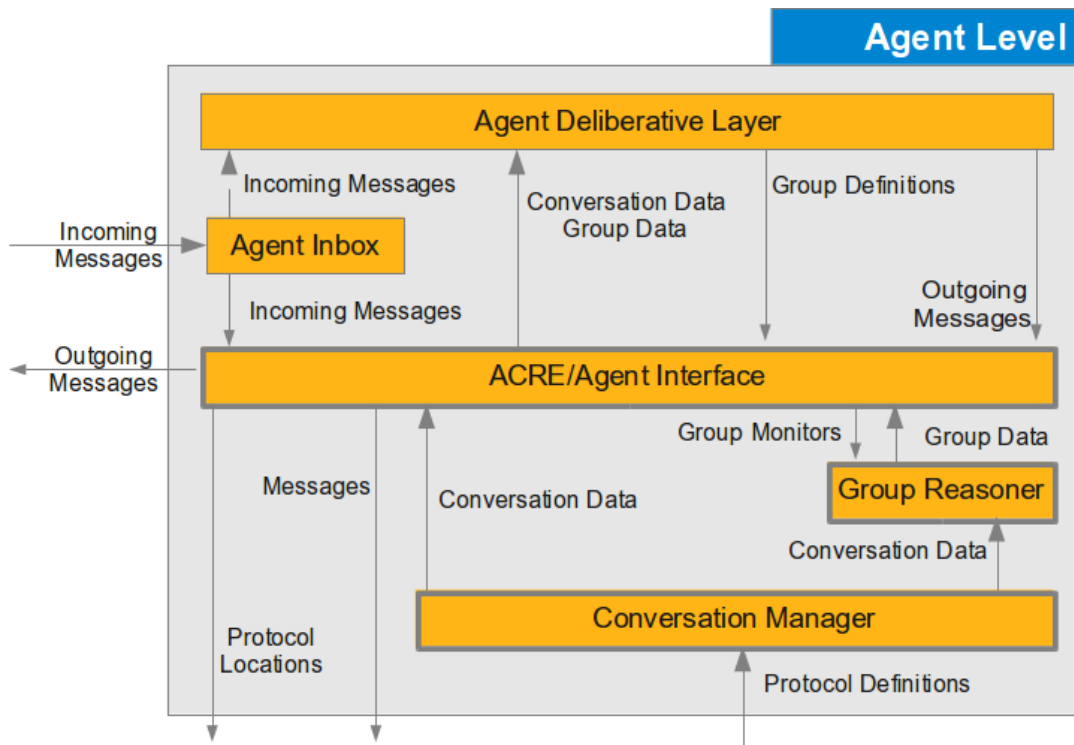 Agent Level
Agent Deliberative Layer
Incoming Messages
Conversation Data
Group Data
Group Definitions
Incoming
Messages
Agent Inbox
Incoming Messages
Outgoing
Messages
Outgoing
Messages
ACRE/Agent Interface
Group Monitors
Group Data
Messages
Conversation Data
Group Reasoner
Conversation Data
Conversation Manager
Protocol
Locations
Protocol Definitions